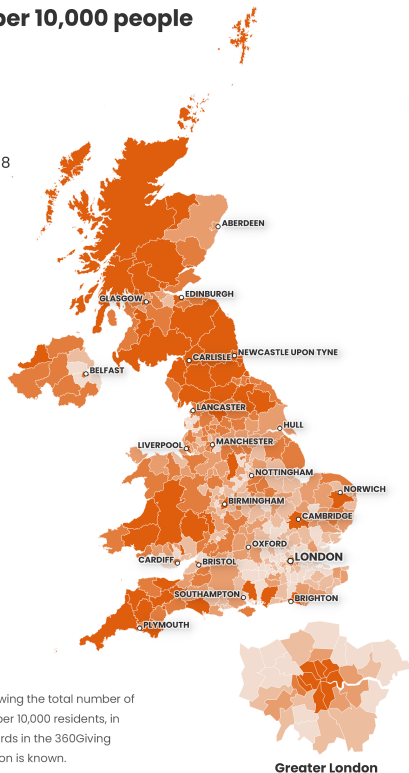 per 10,000 people
8
ABERDEEN
EDINBURGH
GLASGOW
NEWCASTLE UPON TYNE
CARLISLE
BELFAST
LANCASTER
HULL
MANCHESTER
LIVERPOOL
NOTTINGHAM
NORWICH
BIRMINGHAM
CAMBRIDGE
OXFORD
LONDON
CARDIFF
BRISTOL
SOUTHAMPTON
BRIGHTON
PLYMOUTH
wing the total number of
per 10,000 residents, in
rds in the 360Giving
on is known.
Greater London